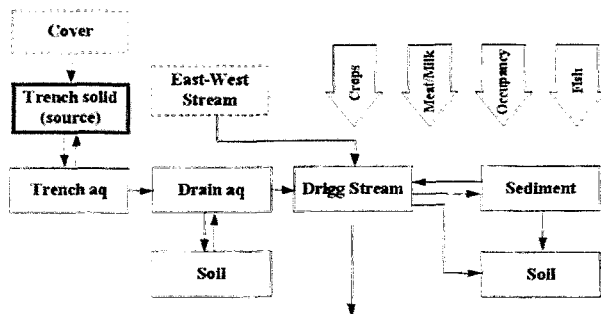 Cover
East-West
Stream
Crops
Meat/Milk
Occupancy
Fish
Trench solid
(source)
Trench aq
Drain aq
Drigg Stream
Sediment
Soil
Soil